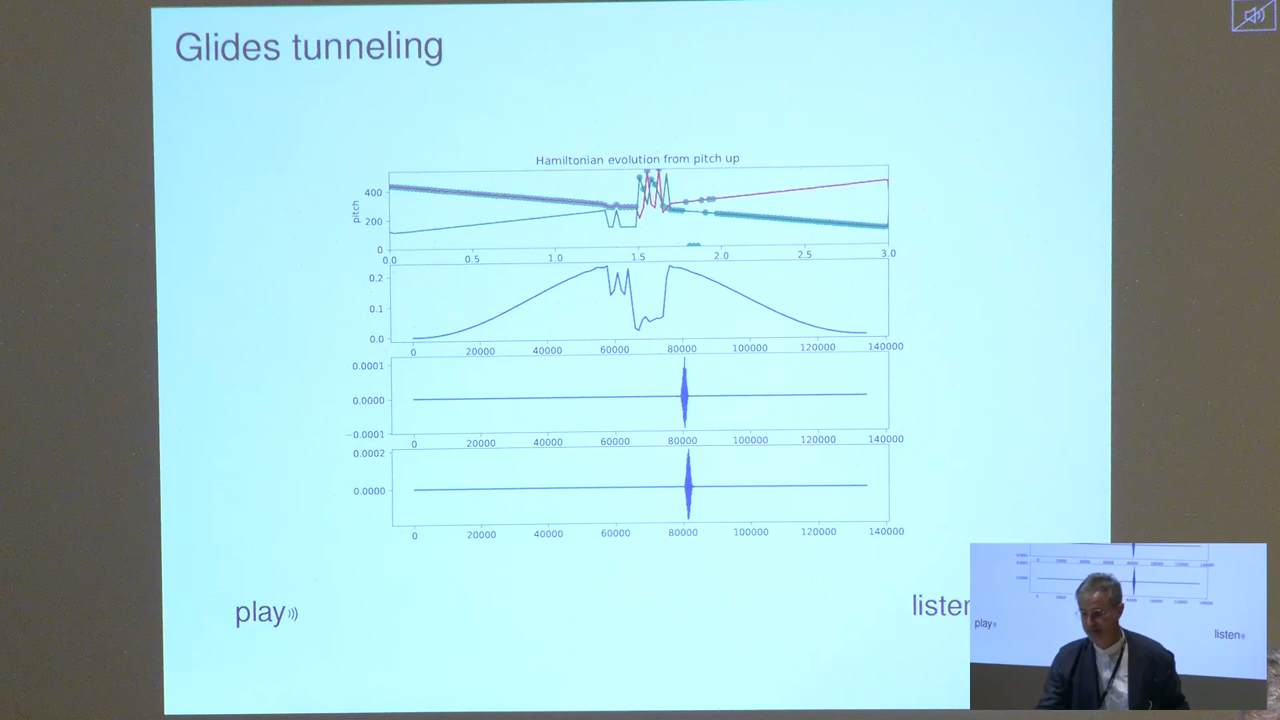 Glides tunneling
Hamiltonian evolution from pitch up
pitch
400
200
0
0.0 0.5 1.0 1.5 2.0 2.5 3.0
0.2
0.1
0.0
0 20000 40000 60000 80000 100000 120000 140000
0.0001
0.0000
−0.0001
0 20000 40000 60000 80000 100000 120000 140000
0.0002
0.0000
0 20000 40000 60000 80000 100000 120000 140000
play
listen
play
listen